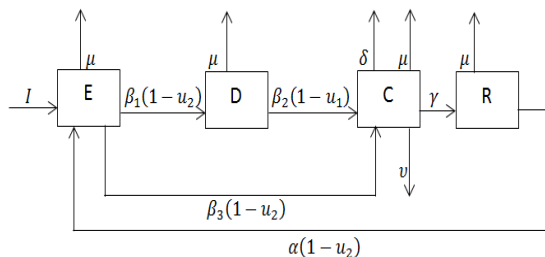 μ μ δ μ μ
I E β₁(1−u₂) D β₂(1−u₁) C γ R
υ
β₃(1−u₂)
α(1−u₂)